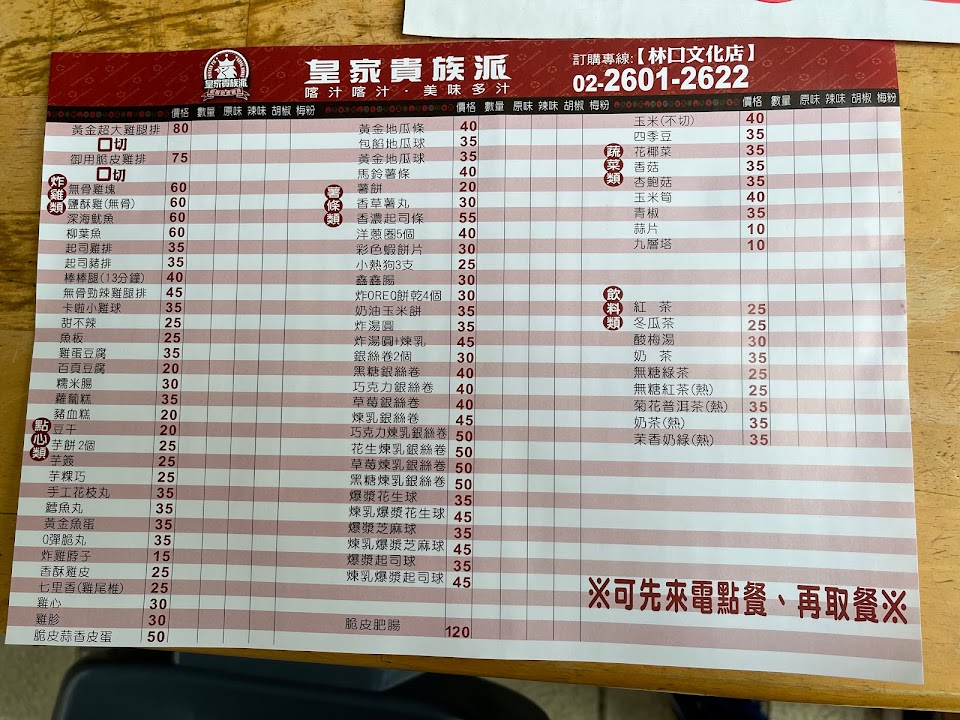 皇家貴族派
皇家貴族派
喀汁喀汁‧美味多汁
訂購專線:【林口文化店】
02-2601-2622
價格 數量 原味 辣味 胡椒 梅粉
炸雞類
黃金超大雞腿排 80
口切
御用脆皮雞排 75
口切
無骨雞塊 60
鹽酥雞(無骨) 60
深海魷魚 60
柳葉魚 60
起司雞排 35
起司豬排 35
棒棒腿(13分鐘) 40
無骨勁辣雞腿排 45
卡啦小雞球 35
點心類
甜不辣 25
魚板 25
雞蛋豆腐 35
百頁豆腐 20
糯米腸 30
蘿蔔糕 35
豬血糕 20
豆干 20
芋餅2個 25
芋簽 25
芋粿巧 25
手工花枝丸 35
鱈魚丸 35
黃金魚蛋 35
Q彈脆丸 35
炸雞脖子 15
香酥雞皮 25
七里香(雞尾椎) 25
雞心 30
雞胗 30
脆皮蒜香皮蛋 50
價格 數量 原味 辣味 胡椒 梅粉
薯條類
黃金地瓜條 40
包餡地瓜球 35
黃金地瓜球 35
馬鈴薯條 40
薯餅 20
香草薯丸 30
香濃起司條 55
洋蔥圈5個 40
彩色蝦餅片 30
小熱狗3支 25
鑫鑫腸 30
炸OREO餅乾4個 30
奶油玉米餅 35
炸湯圓 35
炸湯圓+煉乳 45
銀絲卷2個 30
黑糖銀絲卷 40
巧克力銀絲卷 40
草莓銀絲卷 40
煉乳銀絲卷 45
巧克力煉乳銀絲卷 50
花生煉乳銀絲卷 50
草莓煉乳銀絲卷 50
黑糖煉乳銀絲卷 50
爆漿花生球 35
煉乳爆漿花生球 45
爆漿芝麻球 35
煉乳爆漿芝麻球 45
爆漿起司球 35
煉乳爆漿起司球 45
脆皮肥腸 120
價格 數量 原味 辣味 胡椒 梅粉
蔬菜類
玉米(不切) 40
四季豆 35
花椰菜 35
香菇 35
杏鮑菇 35
玉米筍 40
青椒 35
蒜片 10
九層塔 10
飲料類
紅 茶 25
冬瓜茶 25
酸梅湯 30
奶 茶 35
無糖綠茶 25
無糖紅茶(熱) 25
菊花普洱茶(熱) 35
奶茶(熱) 35
茉香奶綠(熱) 35
※可先來電點餐、再取餐※